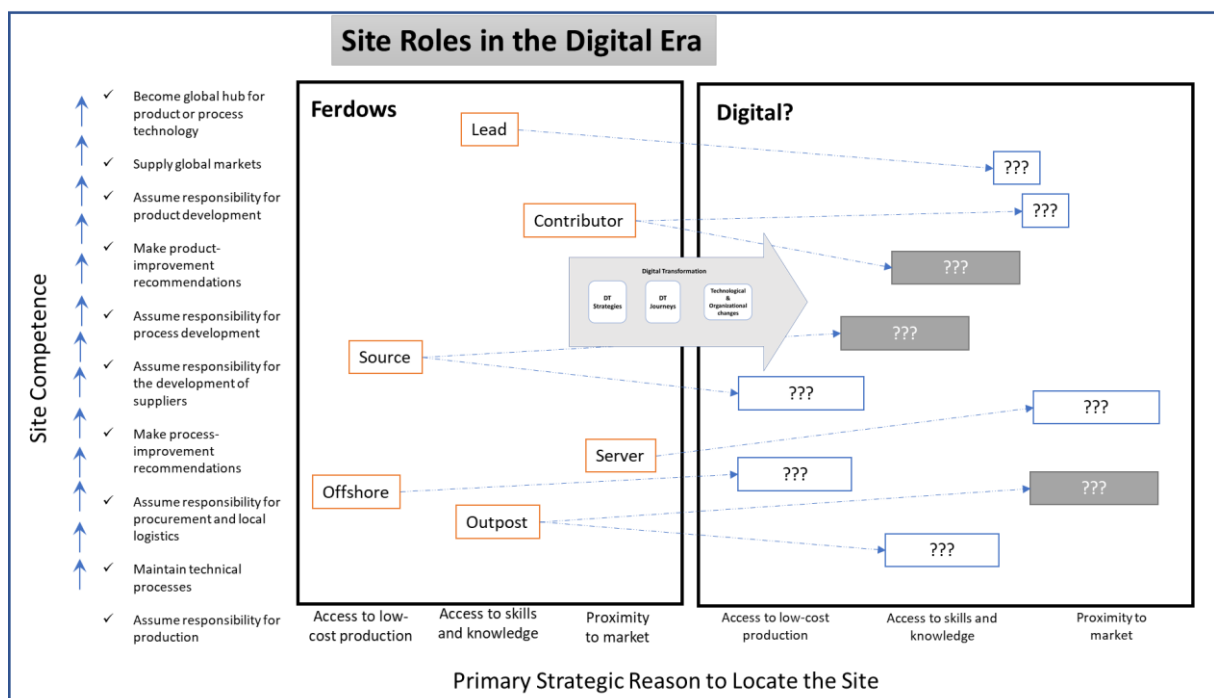 Site Roles in the Digital Era
Site Competence
✓ Become global hub for
product or process
technology
✓ Supply global markets
✓ Assume responsibility for
product development
✓ Make product-
improvement
recommendations
✓ Assume responsibility for
process development
✓ Assume responsibility for
the development of
suppliers
✓ Make process-
improvement
recommendations
✓ Assume responsibility for
procurement and local
logistics
✓ Maintain technical
processes
✓ Assume responsibility for
production
Ferdows
Lead
Contributor
Source
Server
Offshore
Outpost
Access to low-
cost production
Access to skills
and knowledge
Proximity
to market
Digital Transformation
DT
Strategies
DT
Journeys
Technological
&
Organizational
changes
Digital?
???
???
???
???
???
???
???
???
???
Access to low-cost
production
Access to skills and
knowledge
Proximity to
market
Primary Strategic Reason to Locate the Site